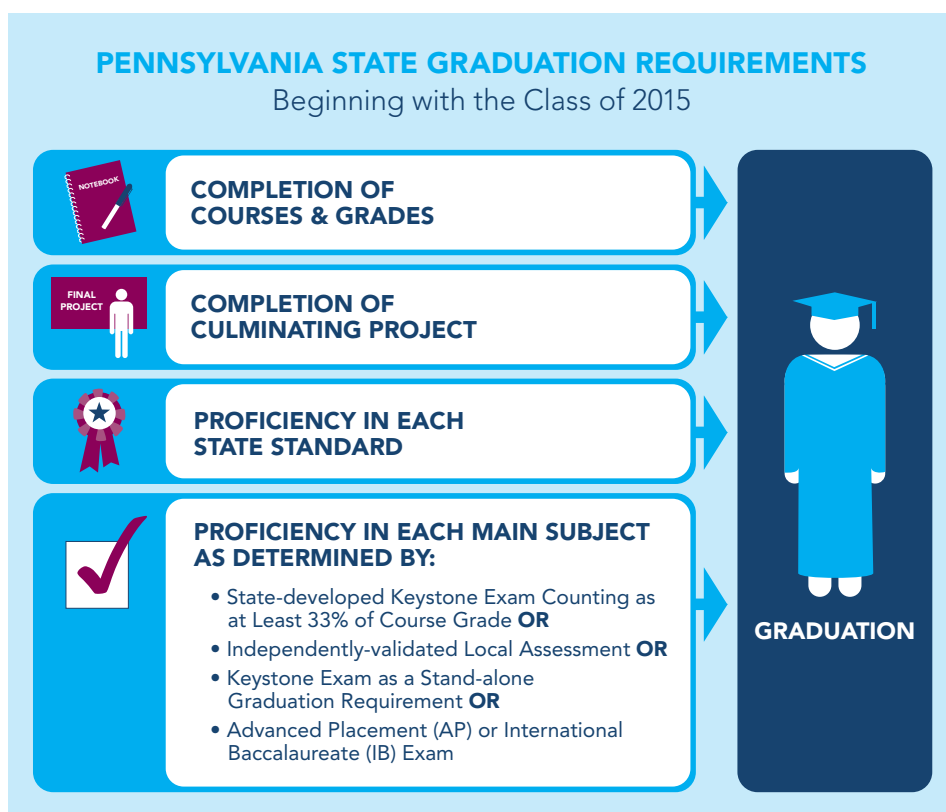 PENNSYLVANIA STATE GRADUATION REQUIREMENTS
Beginning with the Class of 2015
NOTEBOOK
COMPLETION OF
COURSES & GRADES
FINAL
PROJECT
COMPLETION OF
CULMINATING PROJECT
PROFICIENCY IN EACH
STATE STANDARD
PROFICIENCY IN EACH MAIN SUBJECT
AS DETERMINED BY:
• State-developed Keystone Exam Counting as
at Least 33% of Course Grade OR
• Independently-validated Local Assessment OR
• Keystone Exam as a Stand-alone
Graduation Requirement OR
• Advanced Placement (AP) or International
Baccalaureate (IB) Exam
GRADUATION